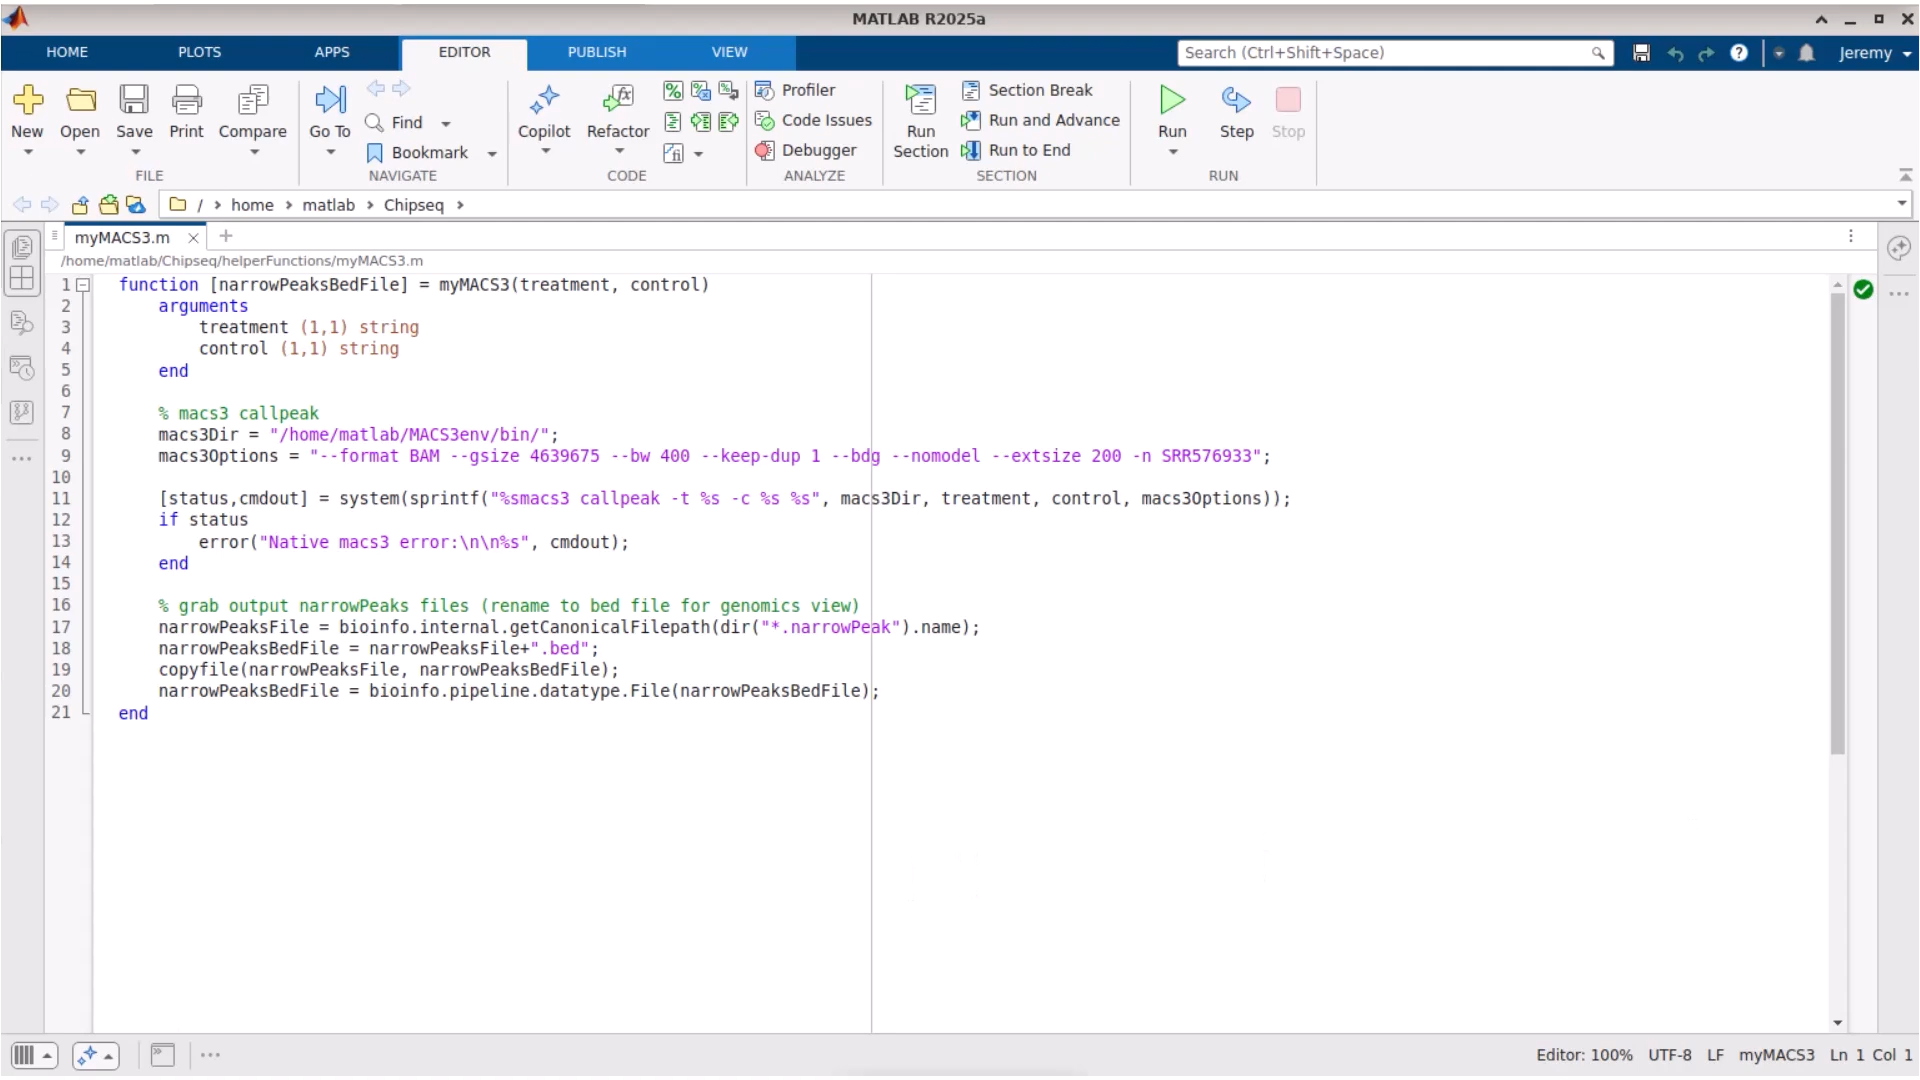 MATLAB R2025a
HOME PLOTS APPS EDITOR PUBLISH VIEW Search (Ctrl+Shift+Space) Jeremy
New Open Save Print Compare
FILE
Go To Find Bookmark
NAVIGATE
Copilot Refactor
CODE
Profiler
Code Issues
Debugger
ANALYZE
Run Section
Section Break
Run and Advance
Run to End
SECTION
Run Step Stop
RUN
/ › home › matlab › Chipseq ›
myMACS3.m
/home/matlab/Chipseq/helperFunctions/myMACS3.m
1 function [narrowPeaksBedFile] = myMACS3(treatment, control)
2 arguments
3 treatment (1,1) string
4 control (1,1) string
5 end
6
7 % macs3 callpeak
8 macs3Dir = "/home/matlab/MACS3env/bin/";
9 macs3Options = "--format BAM --gsize 4639675 --bw 400 --keep-dup 1 --bdg --nomodel --extsize 200 -n SRR576933";
10
11 [status,cmdout] = system(sprintf("%smacs3 callpeak -t %s -c %s %s", macs3Dir, treatment, control, macs3Options));
12 if status
13 error("Native macs3 error:\n\n%s", cmdout);
14 end
15
16 % grab output narrowPeaks files (rename to bed file for genomics view)
17 narrowPeaksFile = bioinfo.internal.getCanonicalFilepath(dir("*.narrowPeak").name);
18 narrowPeaksBedFile = narrowPeaksFile+".bed";
19 copyfile(narrowPeaksFile, narrowPeaksBedFile);
20 narrowPeaksBedFile = bioinfo.pipeline.datatype.File(narrowPeaksBedFile);
21 end
Editor: 100% UTF-8 LF myMACS3 Ln 1 Col 1